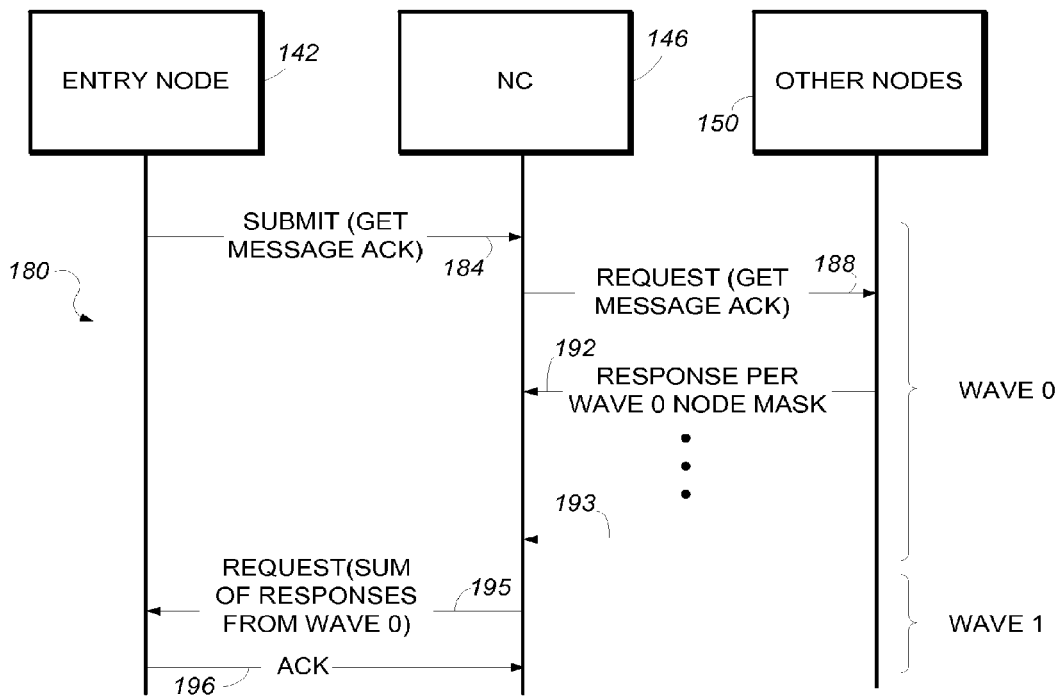 ENTRY NODE
142
NC
146
OTHER NODES
150
SUBMIT (GET
MESSAGE ACK)
184
180
REQUEST (GET
MESSAGE ACK)
188
192
RESPONSE PER
WAVE 0 NODE MASK
WAVE 0
193
REQUEST(SUM
OF RESPONSES
FROM WAVE 0)
195
WAVE 1
ACK
196